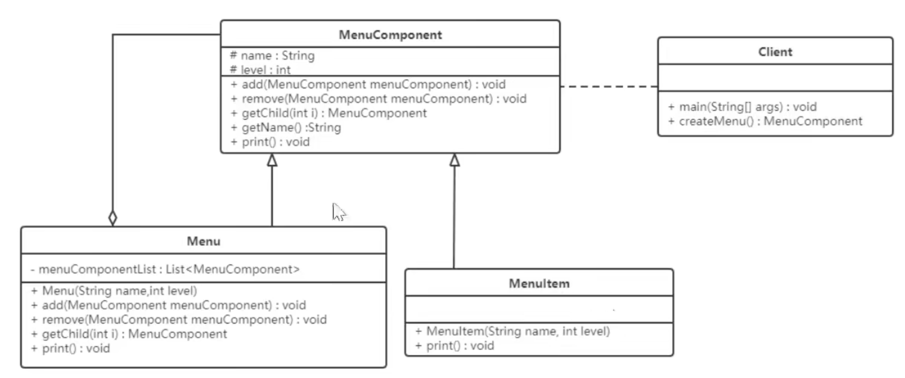 MenuComponent
# name : String
# level : int
+ add(MenuComponent menuComponent) : void
+ remove(MenuComponent menuComponent) : void
+ getChild(int i) : MenuComponent
+ getName() :String
+ print() : void
Client
+ main(String[] args) : void
+ createMenu() : MenuComponent
Menu
- menuComponentList : List<MenuComponent>
+ Menu(String name,int level)
+ add(MenuComponent menuComponent) : void
+ remove(MenuComponent menuComponent) : void
+ getChild(int i) : MenuComponent
+ print() : void
MenuItem
+ MenuItem(String name, int level)
+ print() : void